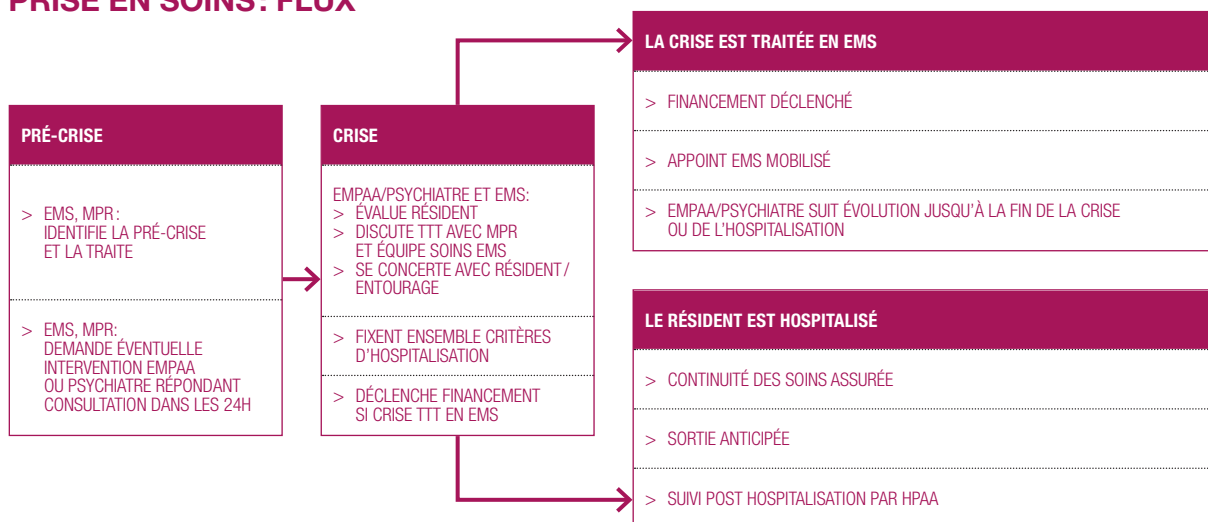 PRISE EN SOINS: FLUX
PRÉ-CRISE
> EMS, MPR :
IDENTIFIE LA PRÉ-CRISE
ET LA TRAITE
> EMS, MPR:
DEMANDE ÉVENTUELLE
INTERVENTION EMPAA
OU PSYCHIATRE RÉPONDANT
CONSULTATION DANS LES 24H
CRISE
EMPAA/PSYCHIATRE ET EMS:
> ÉVALUE RÉSIDENT
> DISCUTE TTT AVEC MPR
ET ÉQUIPE SOINS EMS
> SE CONCERTE AVEC RÉSIDENT /
ENTOURAGE
> FIXENT ENSEMBLE CRITÈRES
D'HOSPITALISATION
> DÉCLENCHE FINANCEMENT
SI CRISE TTT EN EMS
LA CRISE EST TRAITÉE EN EMS
> FINANCEMENT DÉCLENCHÉ
> APPOINT EMS MOBILISÉ
> EMPAA/PSYCHIATRE SUIT ÉVOLUTION JUSQU'À LA FIN DE LA CRISE
OU DE L'HOSPITALISATION
LE RÉSIDENT EST HOSPITALISÉ
> CONTINUITÉ DES SOINS ASSURÉE
> SORTIE ANTICIPÉE
> SUIVI POST HOSPITALISATION PAR HPAA